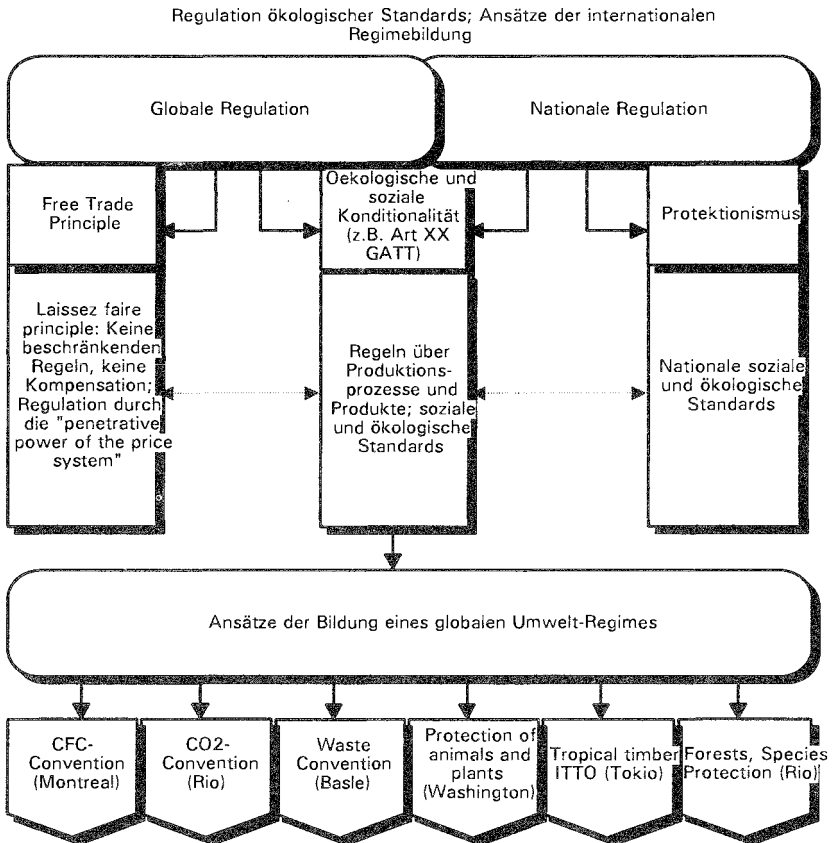 Regulation ökologischer Standards; Ansätze der internationalen
Regimebildung
Globale Regulation
Nationale Regulation
Free Trade
Principle
Oekologische und
soziale
Konditionalität
(z.B. Art XX
GATT)
Protektionismus
Laissez faire
principle: Keine
beschränkenden
Regeln, keine
Kompensation;
Regulation durch
die "penetrative
power of the price
system"
Regeln über
Produktions-
prozesse und
Produkte; soziale
und ökologische
Standards
Nationale soziale
und ökologische
Standards
Ansätze der Bildung eines globalen Umwelt-Regimes
CFC-
Convention
(Montreal)
CO2-
Convention
(Rio)
Waste
Convention
(Basle)
Protection of
animals and
plants
(Washington)
Tropical timber
ITTO (Tokio)
Forests, Species
Protection (Rio)